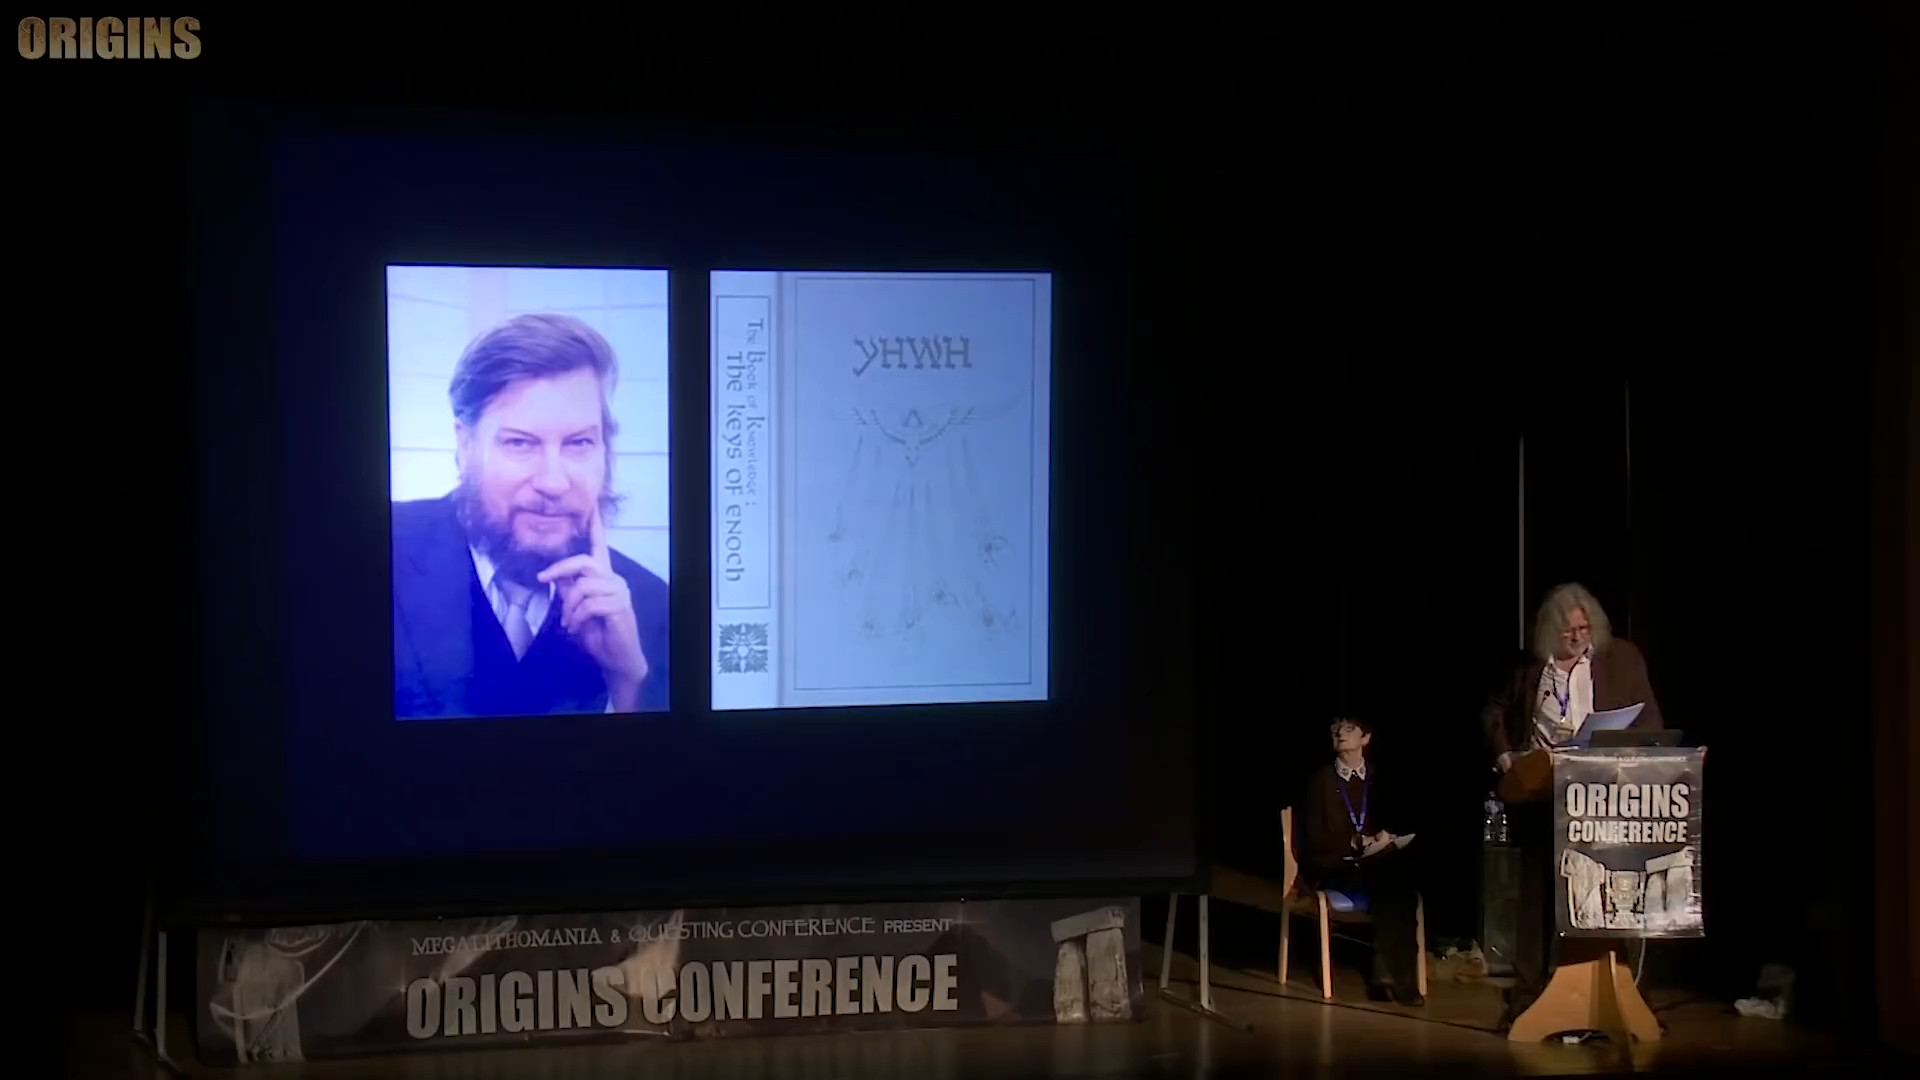 ORIGINS
YHWH
The Book of Knowledge:
The Keys of Enoch
ORIGINS
CONFERENCE
MEGALITHOMANIA & QUESTING CONFERENCE PRESENT
ORIGINS CONFERENCE